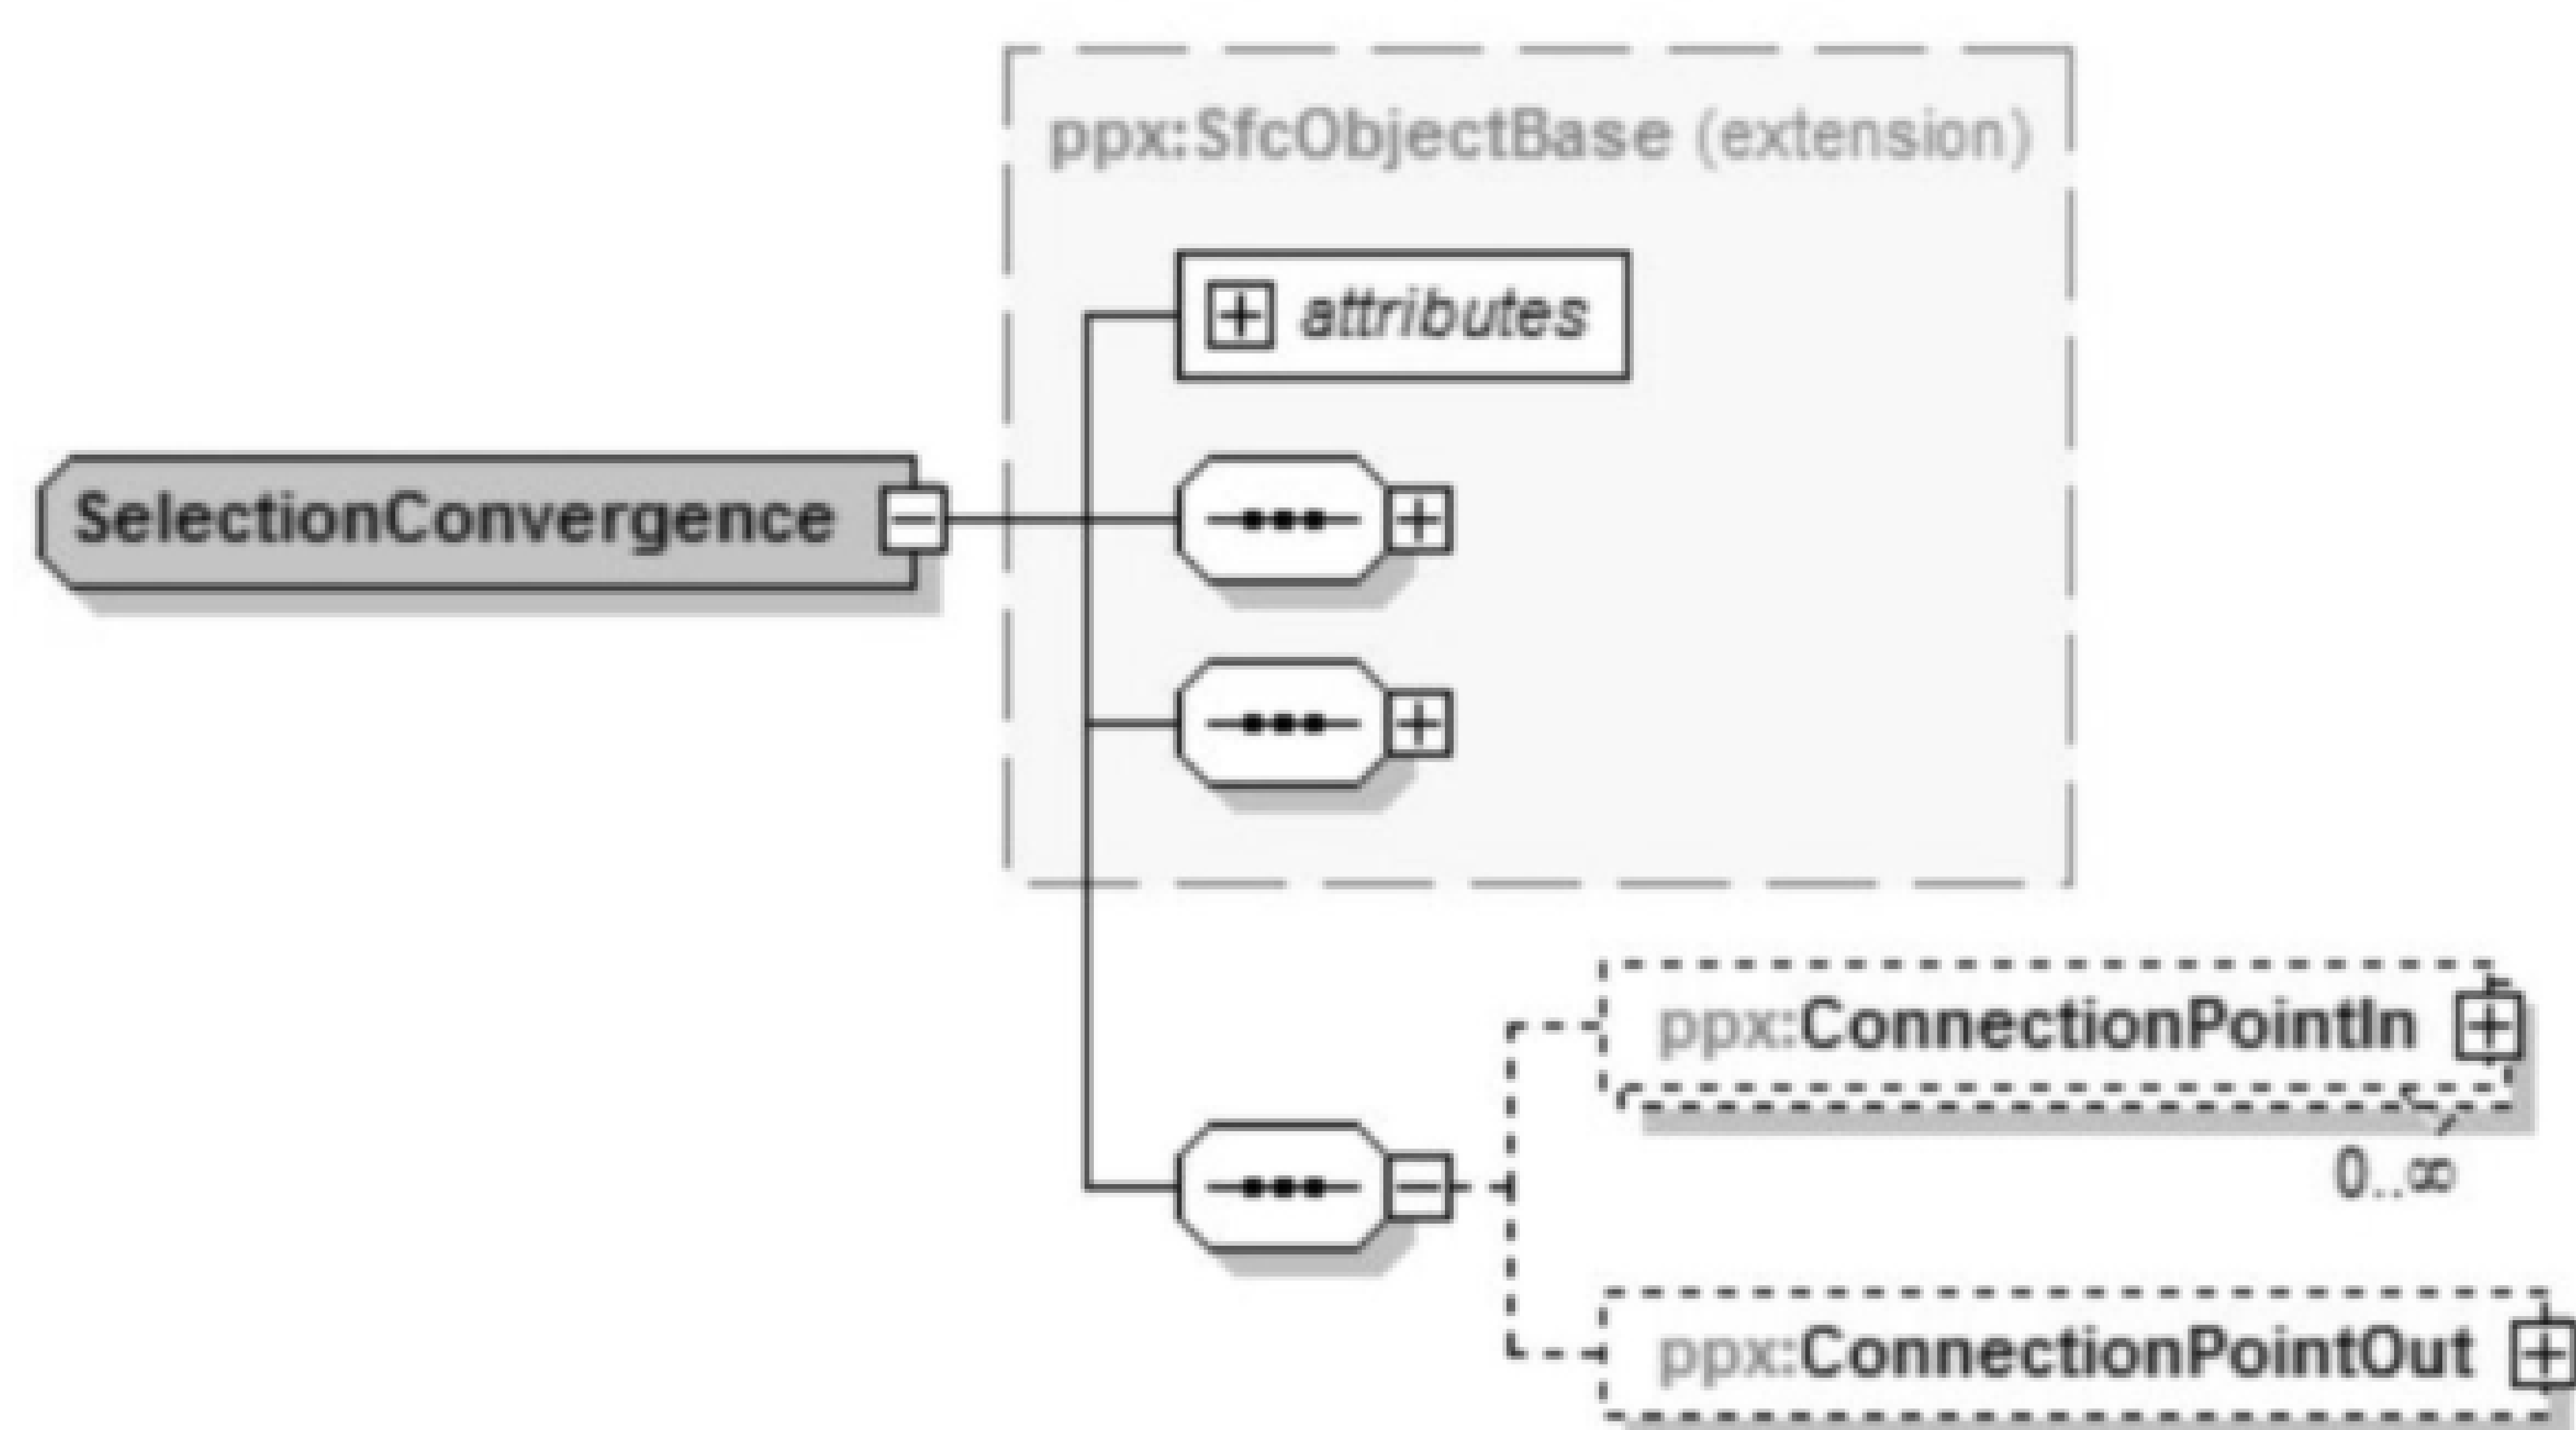 ppx:SfcObjectBase (extension)
attributes
SelectionConvergence
ppx:ConnectionPointIn
0..∞
ppx:ConnectionPointOut